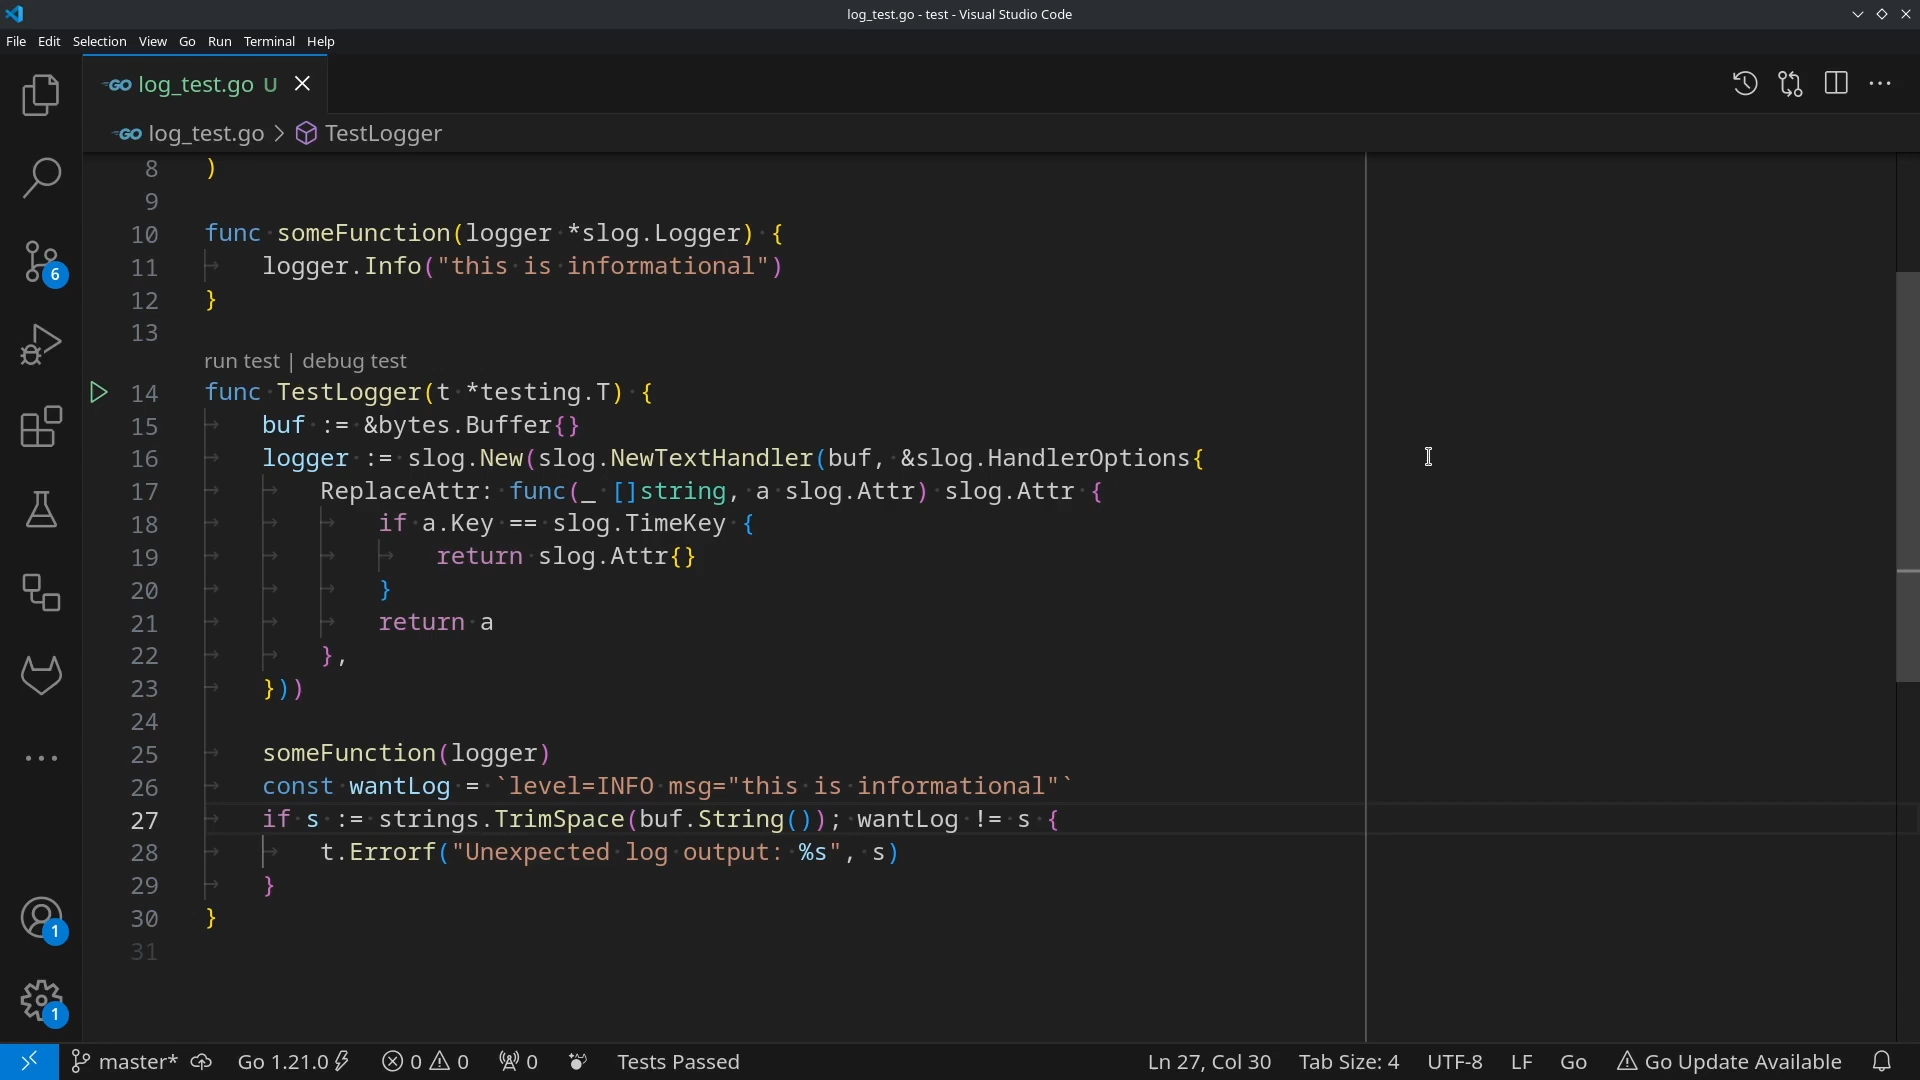 log_test.go - test - Visual Studio Code
File Edit Selection View Go Run Terminal Help
GO log_test.go U
GO log_test.go > TestLogger
8 )
9
10 func someFunction(logger *slog.Logger) {
11 logger.Info("this is informational")
12 }
13
run test | debug test
14 func TestLogger(t *testing.T) {
15 buf := &bytes.Buffer{}
16 logger := slog.New(slog.NewTextHandler(buf, &slog.HandlerOptions{
17 ReplaceAttr: func(_ []string, a slog.Attr) slog.Attr {
18 if a.Key == slog.TimeKey {
19 return slog.Attr{}
20 }
21 return a
22 },
23 }))
24
25 someFunction(logger)
26 const wantLog = `level=INFO msg="this is informational"`
27 if s := strings.TrimSpace(buf.String()); wantLog != s {
28 t.Errorf("Unexpected log output: %s", s)
29 }
30 }
31
6
1
1
master* Go 1.21.0 0 0 0 Tests Passed Ln 27, Col 30 Tab Size: 4 UTF-8 LF Go Go Update Available